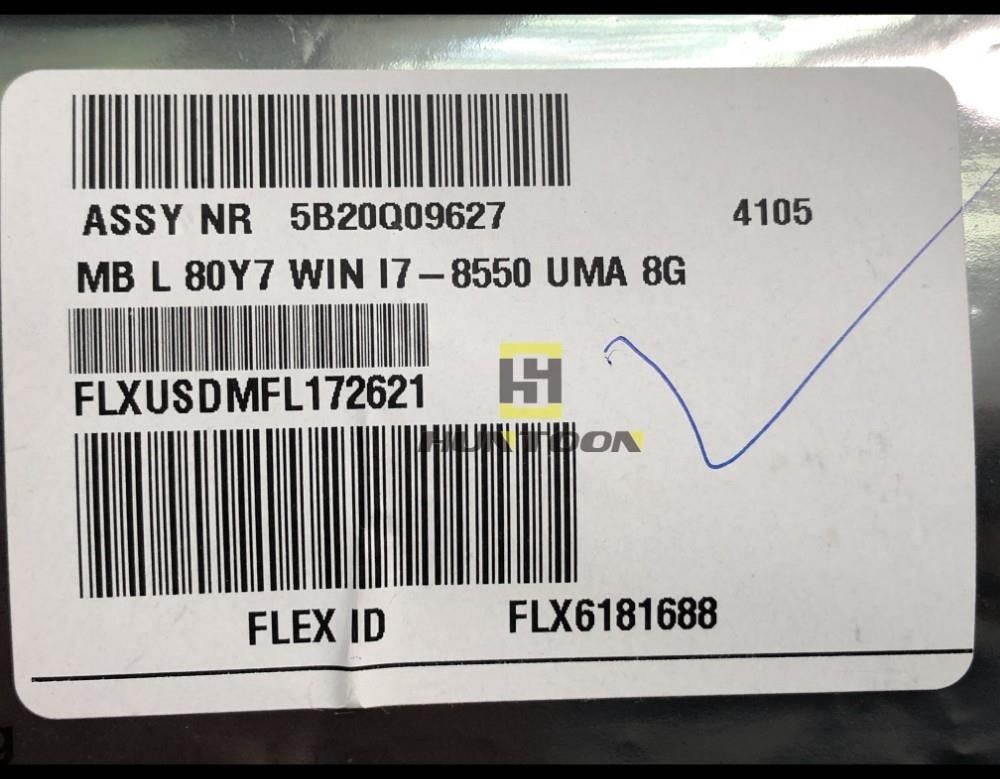 ASSY NR 5B20Q09627 4105
MB L 80Y7 WIN I7-8550 UMA 8G
FLXUSDMFL172621
HUNTOON
FLEX ID FLX6181688